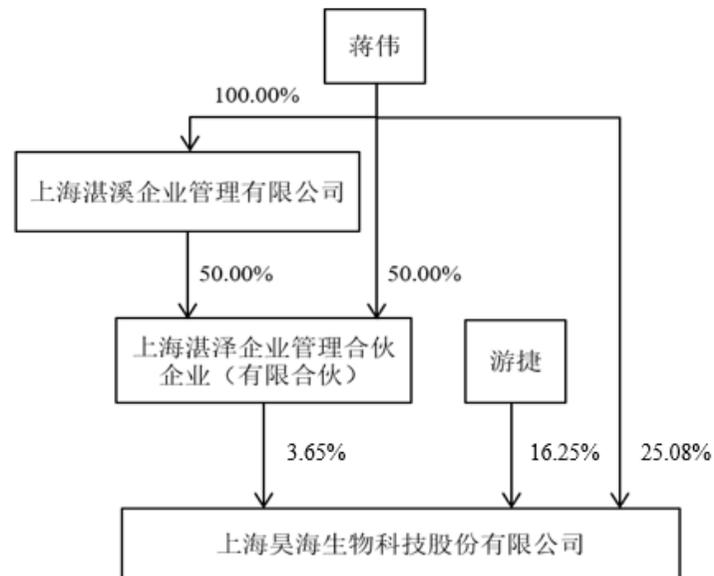 蒋伟
100.00%
上海湛溪企业管理有限公司
50.00%
50.00%
上海湛泽企业管理合伙
企业（有限合伙）
游捷
3.65%
16.25%
25.08%
上海昊海生物科技股份有限公司